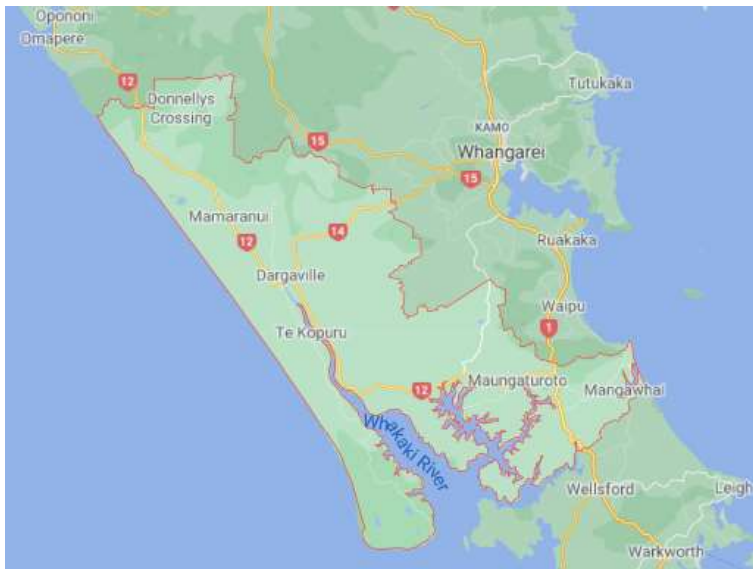 Opononi
Omapere
12
Donnellys
Crossing
Tutukaka
KAMO
15
Whangarei
15
Mamaranui
14
12
Ruakaka
Dargaville
Waipu
Te Kopuru
1
Maungaturoto
12
Mangawhai
Whakaki River
Wellsford
Leigh
Warkworth